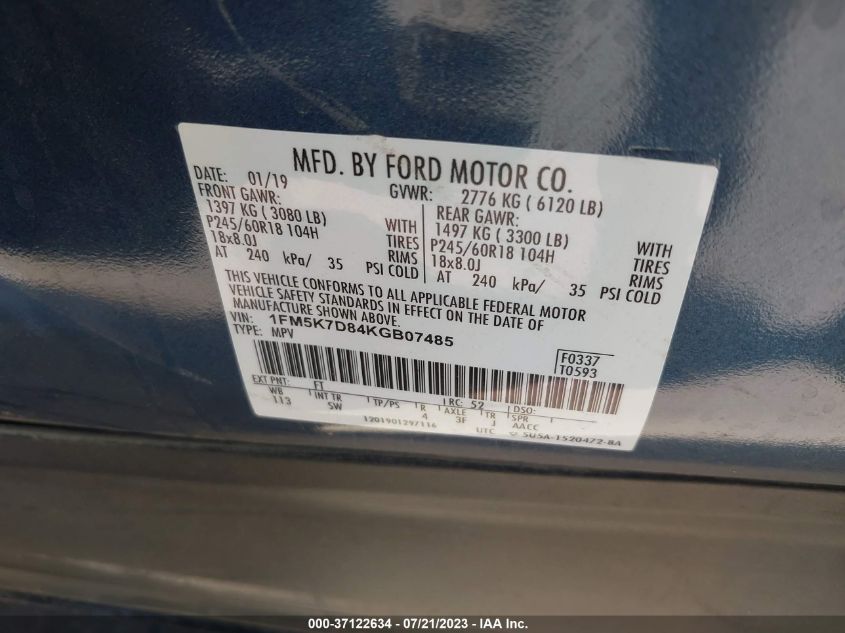 MFD. BY FORD MOTOR CO.
DATE: 01/19 GVWR: 2776 KG ( 6120 LB)
FRONT GAWR: REAR GAWR:
1397 KG ( 3080 LB) WITH 1497 KG ( 3300 LB) WITH
P245/60R18 104H TIRES P245/60R18 104H TIRES
18x8.0J RIMS 18x8.0J RIMS
AT 240 kPa/ 35 PSI COLD AT 240 kPa/ 35 PSI COLD
THIS VEHICLE CONFORMS TO ALL APPLICABLE FEDERAL MOTOR
VEHICLE SAFETY STANDARDS IN EFFECT ON THE DATE OF
MANUFACTURE SHOWN ABOVE.
VIN: 1FM5K7D84KGB07485
TYPE: MPV
F0337
T0593
EXT PNT: FT RC: 52 DSO:
WB INT TR TP/PS R AXLE TR SPR
113 SW 4 3F J AACC
1201901297116 UTC 5U5A-1520472-BA
000-37122634 - 07/21/2023 - IAA Inc.